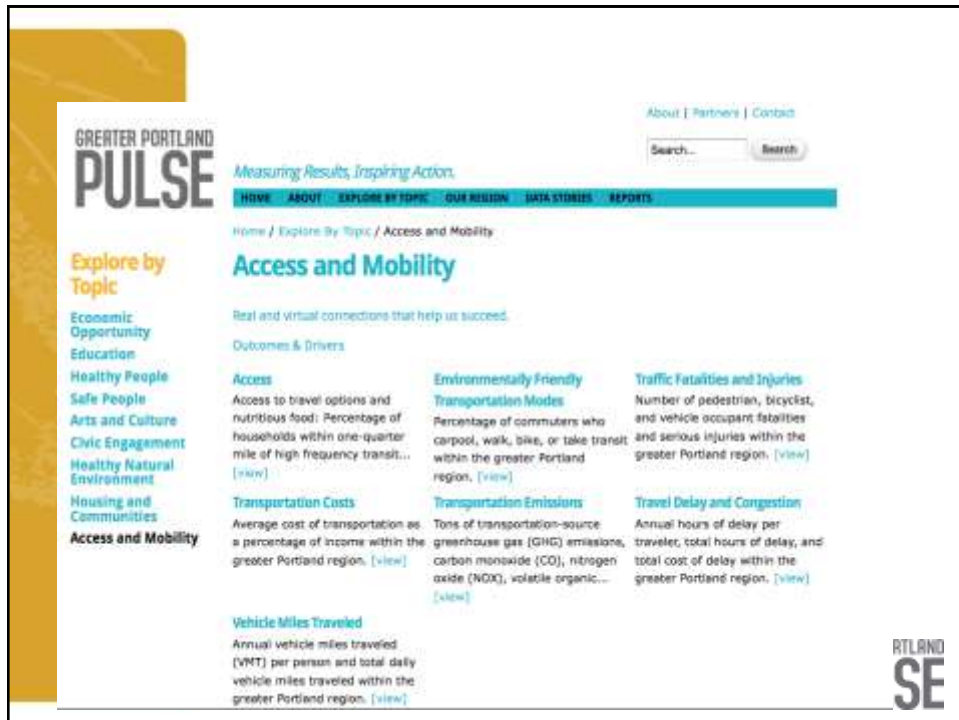 About | Partners | Contact
GREATER PORTLAND
PULSE
Search...
Search
Measuring Results, Inspiring Action.
HOME ABOUT EXPLORE BY TOPIC OUR REGION DATA STORIES REPORTS
Home / Explore By Topic / Access and Mobility
Explore by
Topic
Economic
Opportunity
Education
Healthy People
Safe People
Arts and Culture
Civic Engagement
Healthy Natural
Environment
Housing and
Communities
Access and Mobility
Access and Mobility
Real and virtual connections that help us succeed.
Outcomes & Drivers
Access
Access to travel options and
nutritious food: Percentage of
households within one-quarter
mile of high frequency transit...
[view]
Environmentally Friendly
Transportation Modes
Percentage of commuters who
carpool, walk, bike, or take transit
within the greater Portland
region. [view]
Traffic Fatalities and Injuries
Number of pedestrian, bicyclist,
and vehicle occupant fatalities
and serious injuries within the
greater Portland region. [view]
Transportation Costs
Average cost of transportation as
a percentage of income within the
greater Portland region. [view]
Transportation Emissions
Tons of transportation-source
greenhouse gas (GHG) emissions,
carbon monoxide (CO), nitrogen
oxide (NOX), volatile organic...
[view]
Travel Delay and Congestion
Annual hours of delay per
traveler, total hours of delay, and
total cost of delay within the
greater Portland region. [view]
Vehicle Miles Traveled
Annual vehicle miles traveled
(VMT) per person and total daily
vehicle miles traveled within the
greater Portland region. [view]
RTLAND
SE